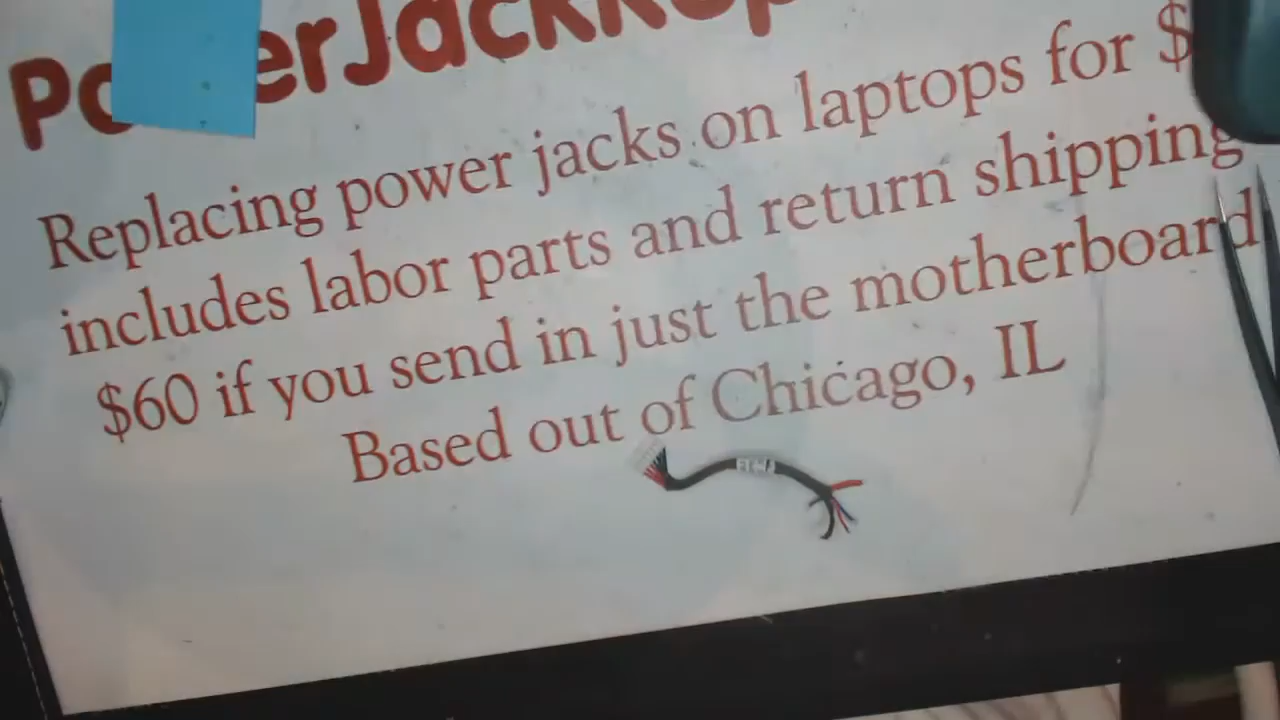 Replacing power jacks on laptops for $
includes labor parts and return shipping
$60 if you send in just the motherboard
Based out of Chicago, IL